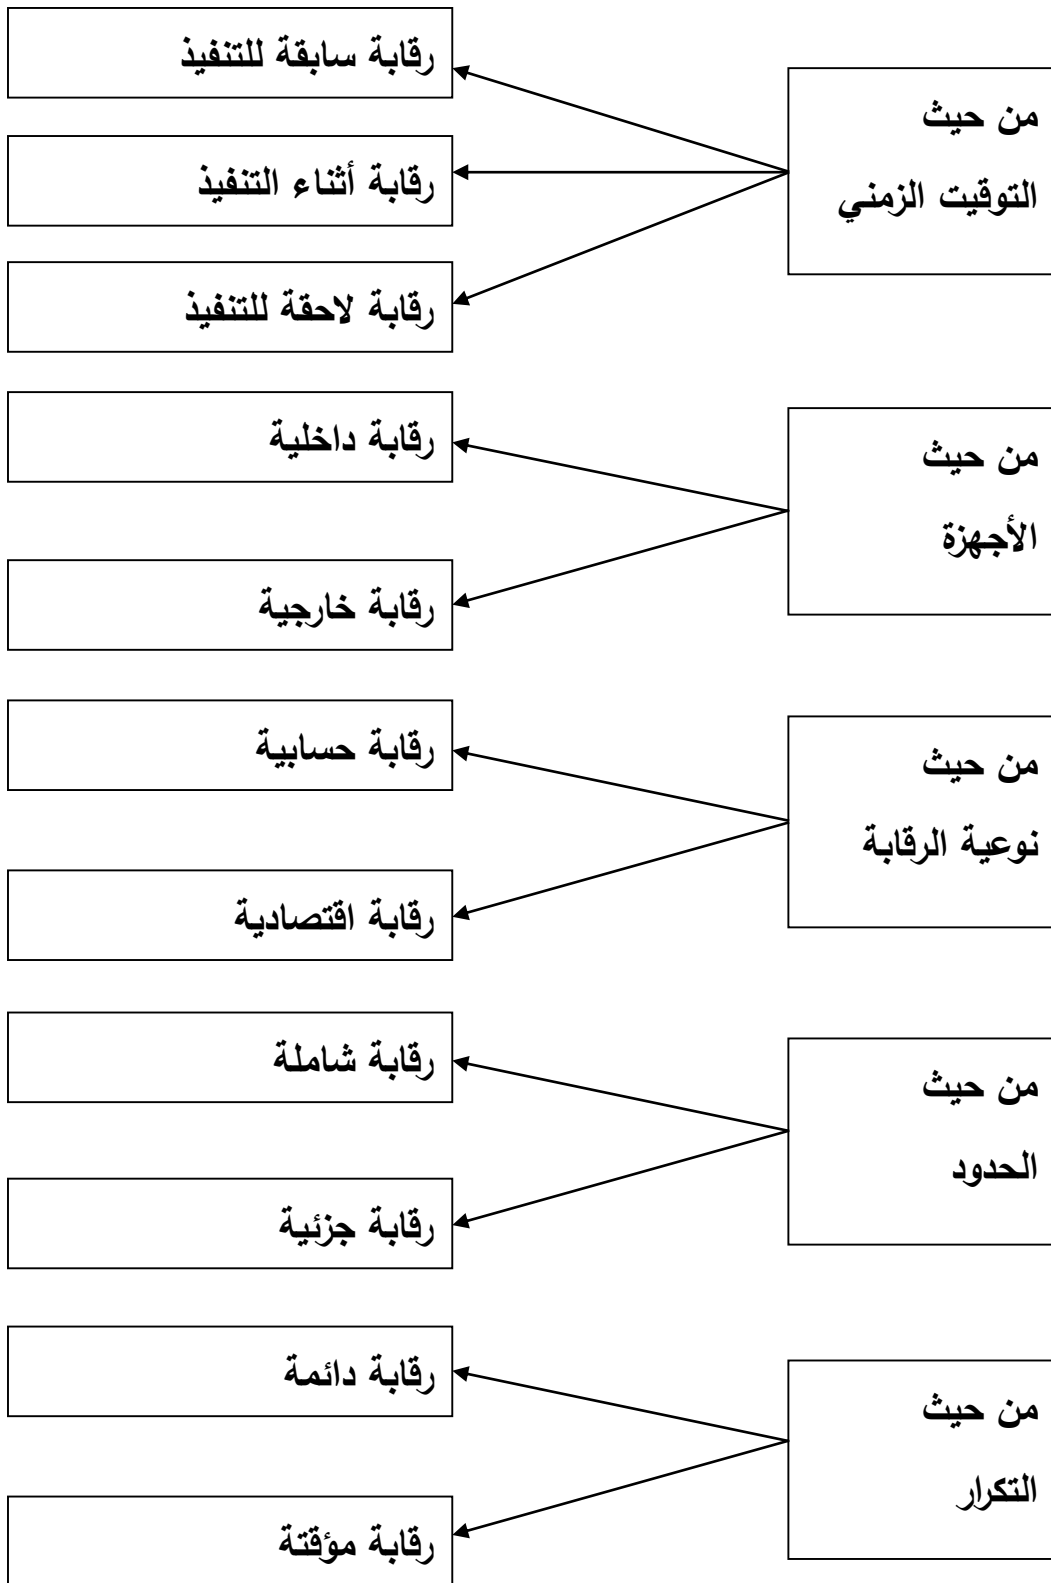 من حيث
التوقيت الزمني
رقابة سابقة للتنفيذ
رقابة أثناء التنفيذ
رقابة لاحقة للتنفيذ
من حيث
الأجهزة
رقابة داخلية
رقابة خارجية
من حيث
نوعية الرقابة
رقابة حسابية
رقابة اقتصادية
من حيث
الحدود
رقابة شاملة
رقابة جزئية
من حيث
التكرار
رقابة دائمة
رقابة مؤقتة